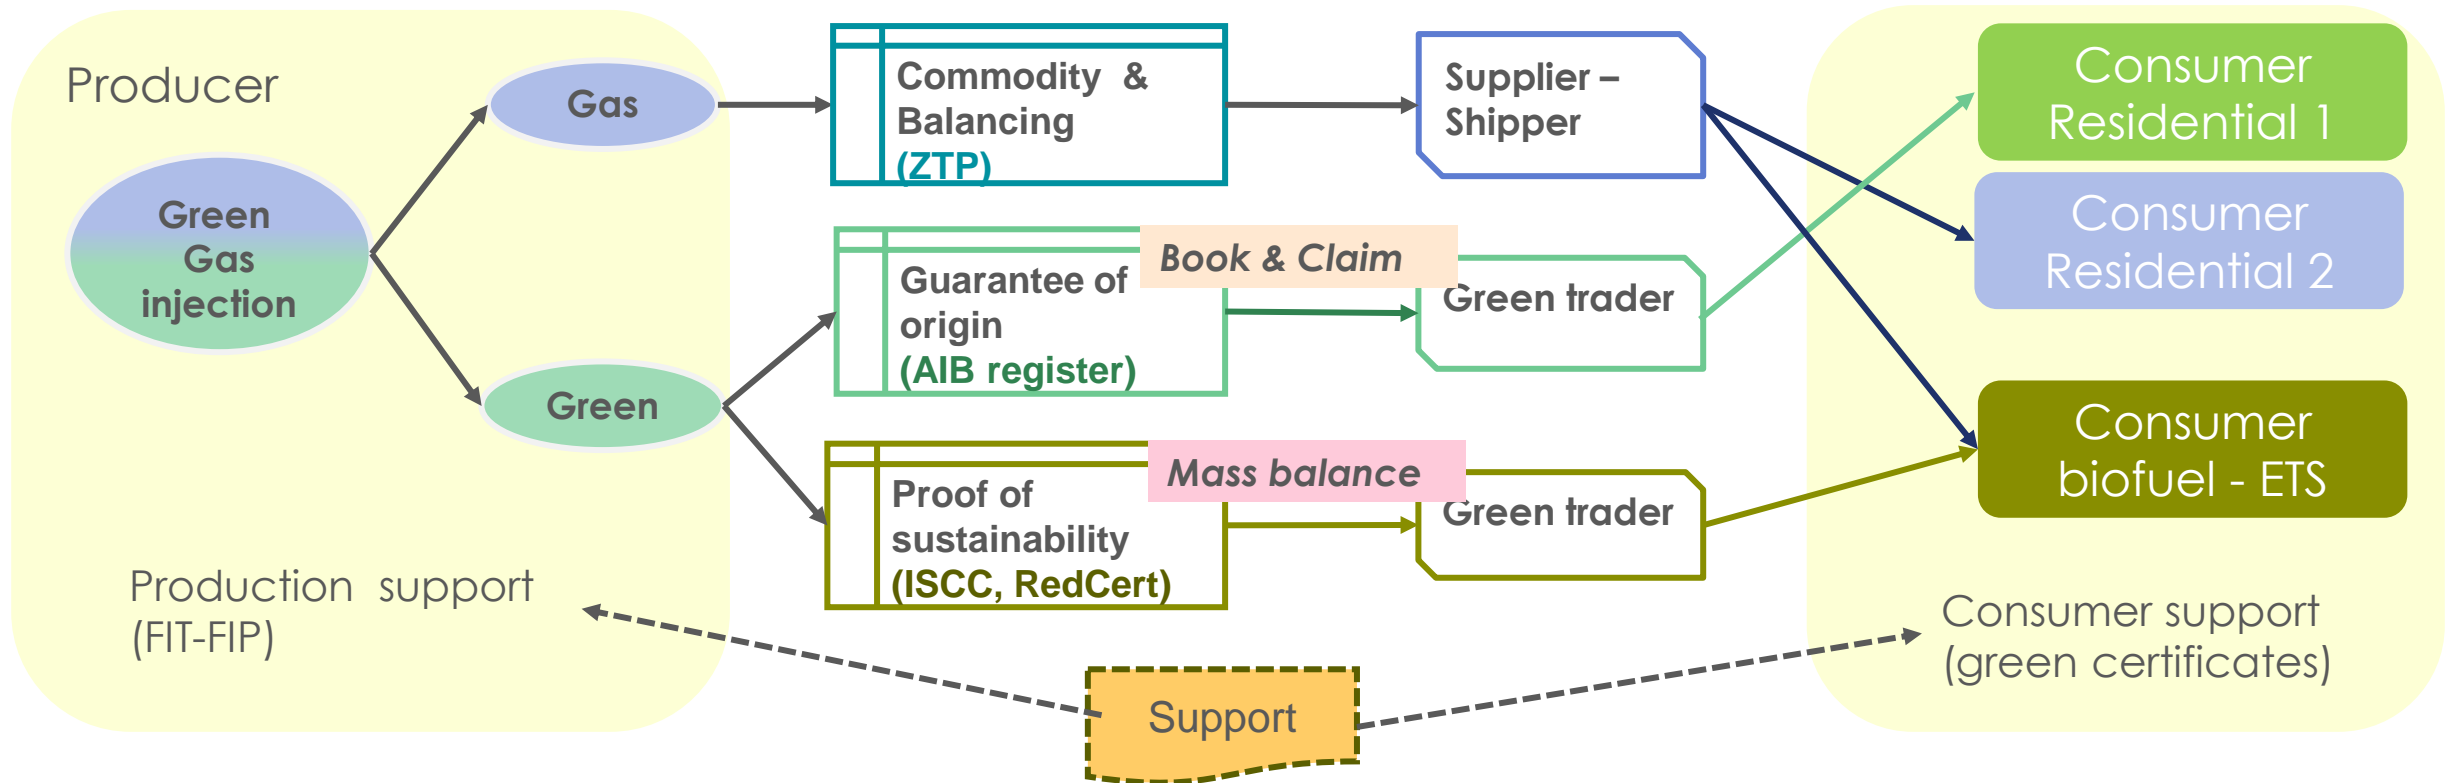 Producer
Green
Gas
injection
Gas
Green
Production support
(FIT-FIP)
Commodity &
Balancing
(ZTP)
Supplier –
Shipper
Book & Claim
Guarantee of
origin
(AIB register)
Green trader
Mass balance
Proof of
sustainability
(ISCC, RedCert)
Green trader
Support
Consumer
Residential 1
Consumer
Residential 2
Consumer
biofuel - ETS
Consumer support
(green certificates)